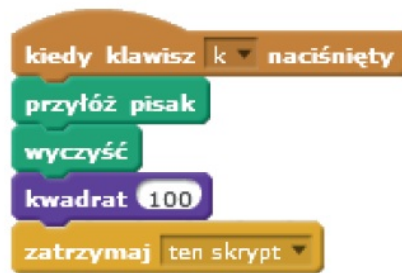 kiedy klawisz k naciśnięty
przyłóż pisak
wyczyść
kwadrat 100
zatrzymaj ten skrypt